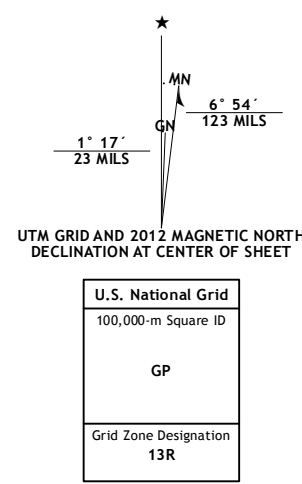 MN
GN
6° 54´
123 MILS
1° 17´
23 MILS
UTM GRID AND 2012 MAGNETIC NORTH
DECLINATION AT CENTER OF SHEET
U.S. National Grid
100,000-m Square ID
GP
Grid Zone Designation
13R